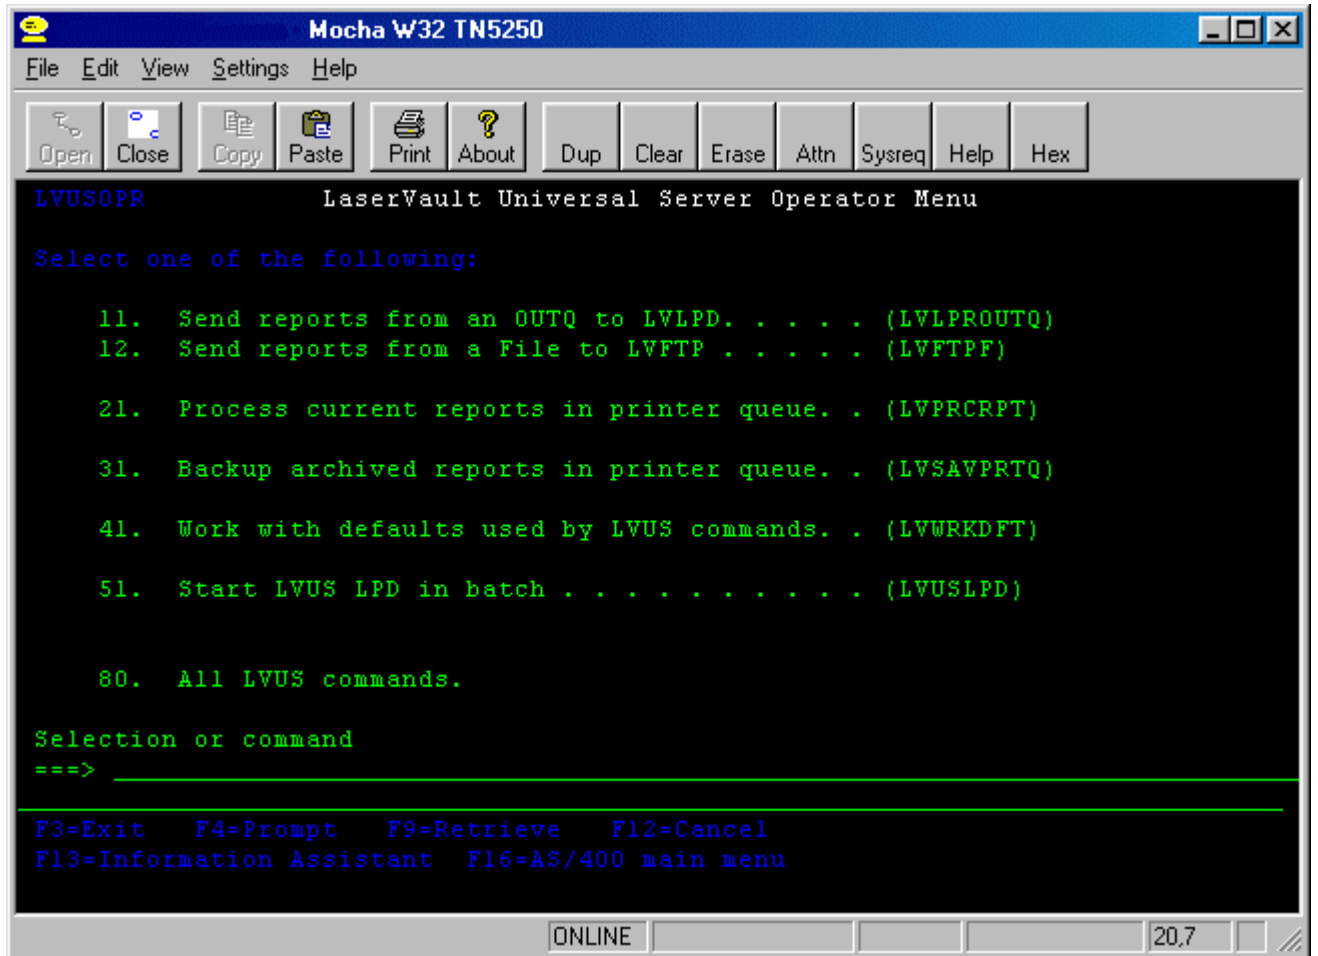 Mocha W32 TN5250
File Edit View Settings Help
Open Close Copy Paste Print About Dup Clear Erase Attn Sysreq Help Hex
LVUSOPR LaserVault Universal Server Operator Menu
Select one of the following:
11. Send reports from an OUTQ to LVLPD. . . . . (LVLPROUTQ)
12. Send reports from a File to LVFTP . . . . . (LVFTPF)
21. Process current reports in printer queue. . (LVPRCRPT)
31. Backup archived reports in printer queue. . (LVSAVPRTQ)
41. Work with defaults used by LVUS commands. . (LVWRKDFT)
51. Start LVUS LPD in batch . . . . . . . . . . (LVUSLPD)
80. All LVUS commands.
Selection or command
===>
F3=Exit F4=Prompt F9=Retrieve F12=Cancel
F13=Information Assistant F16=AS/400 main menu
ONLINE 20,7